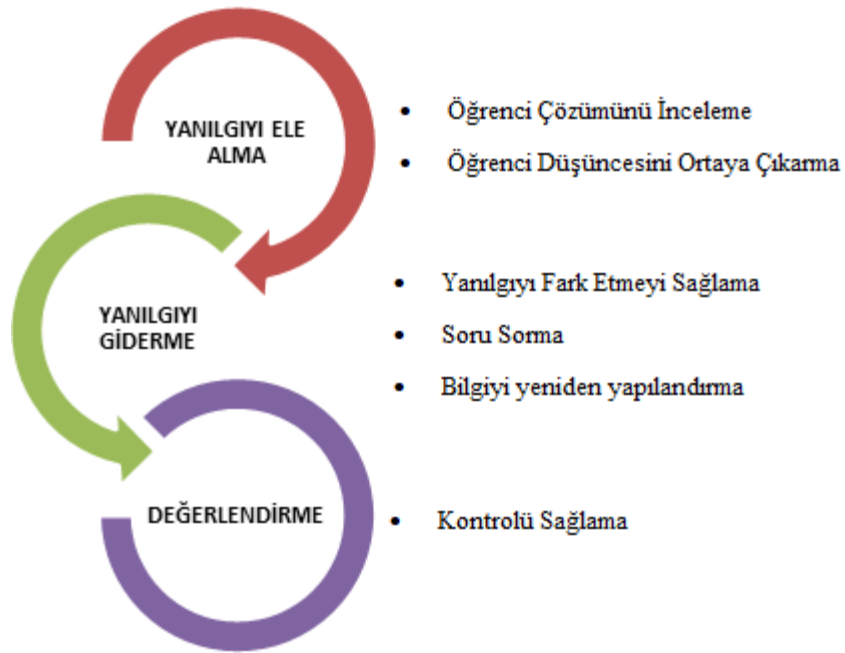 YANILGIYI ELE
ALMA
• Öğrenci Çözümünü İnceleme
• Öğrenci Düşüncesini Ortaya Çıkarma
YANILGIYI
GİDERME
• Yanılgıyı Fark Etmeyi Sağlama
• Soru Sorma
• Bilgiyi yeniden yapılandırma
DEĞERLENDİRME
• Kontrolü Sağlama